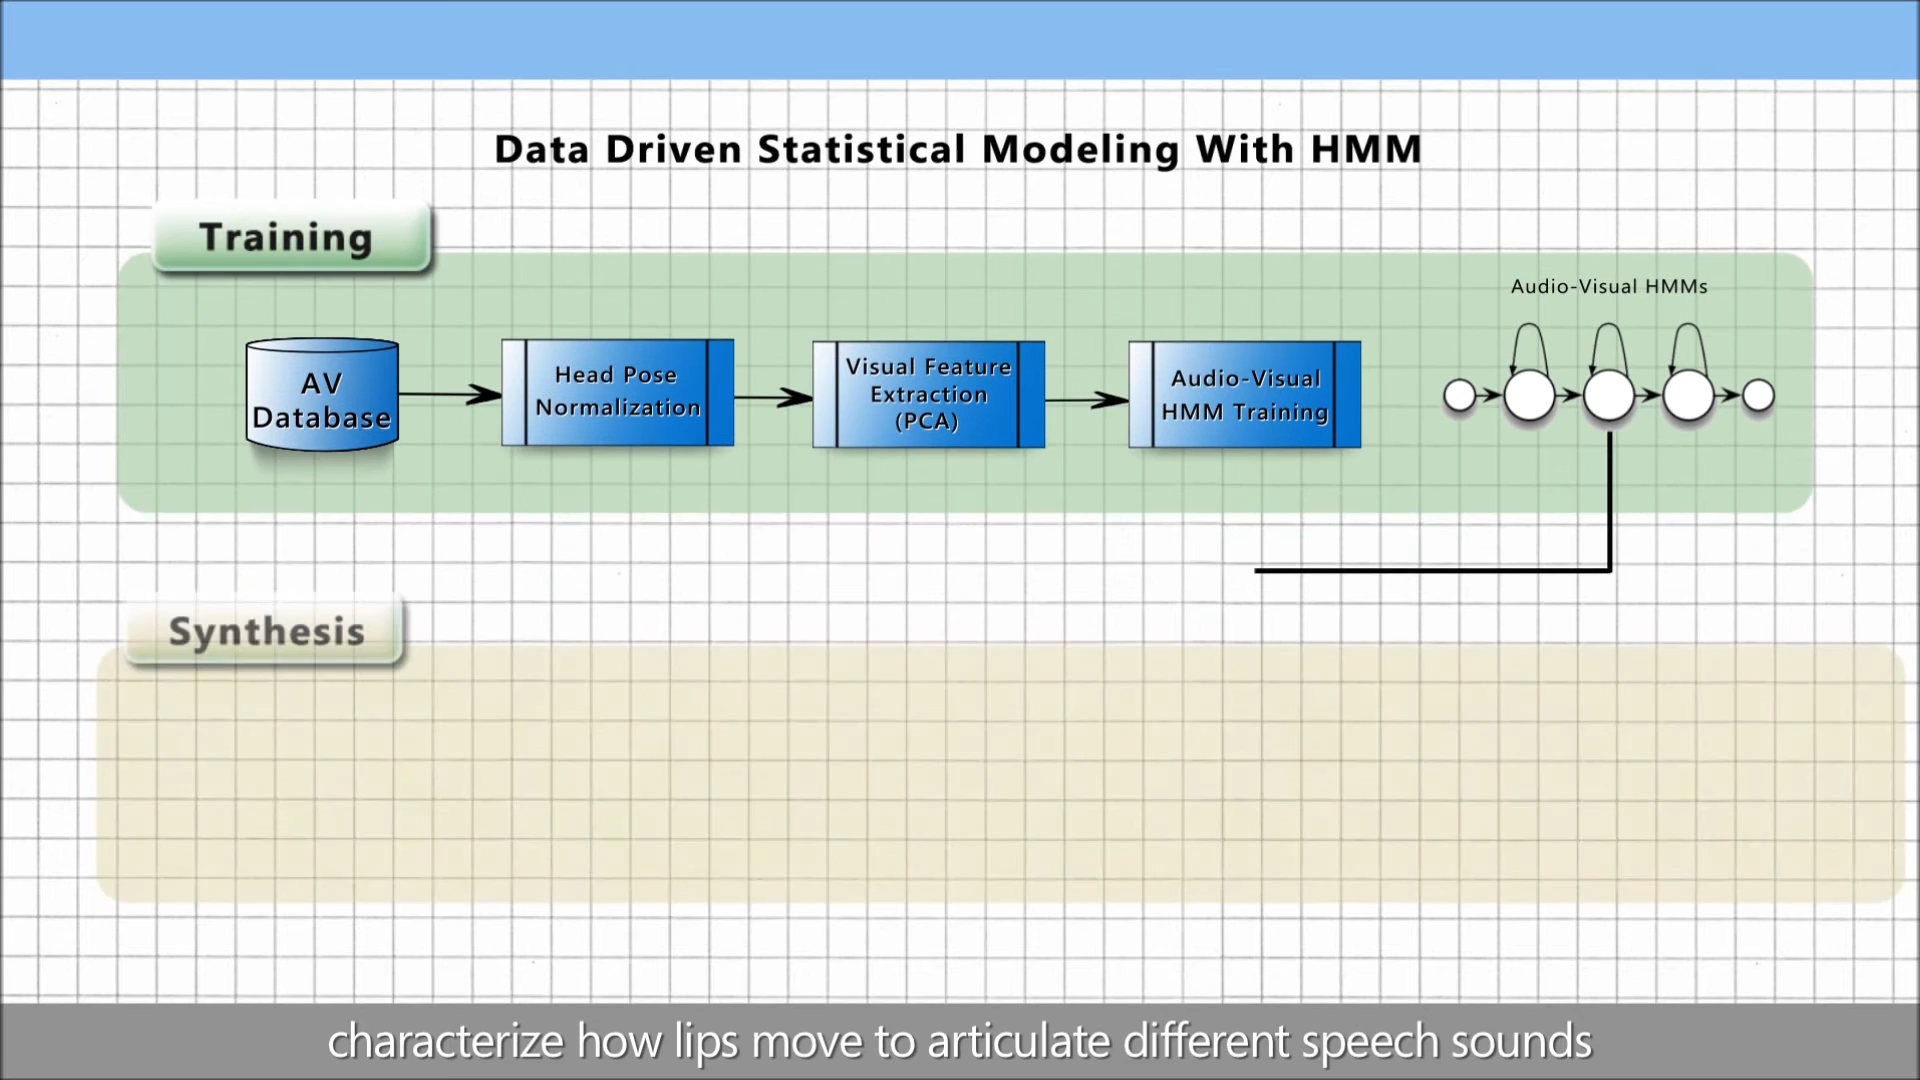 Data Driven Statistical Modeling With HMM
Training
Audio-Visual HMMs
AV
Database
Head Pose
Normalization
Visual Feature
Extraction
(PCA)
Audio-Visual
HMM Training
Synthesis
characterize how lips move to articulate different speech sounds